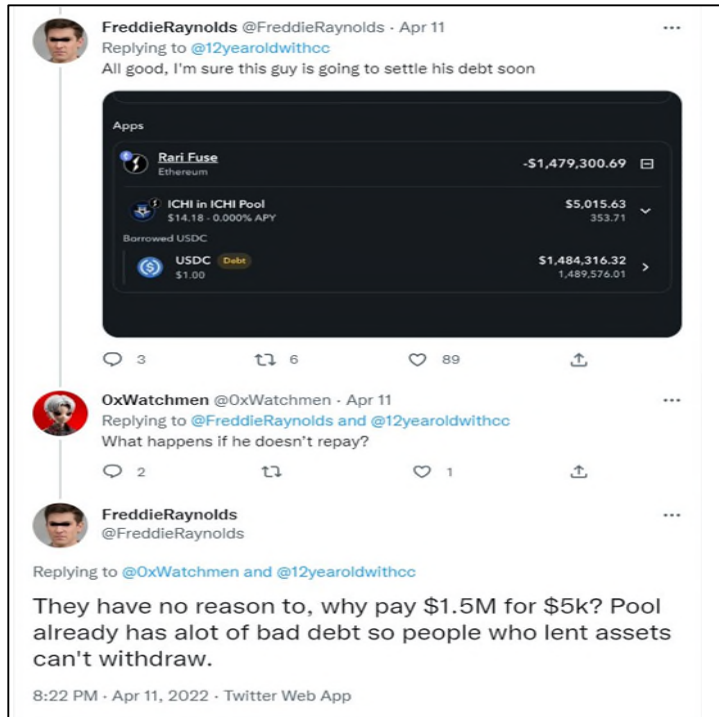 FreddieRaynolds @FreddieRaynolds · Apr 11
Replying to @12yearoldwithcc
All good, I'm sure this guy is going to settle his debt soon
Apps
Rari Fuse -$1,479,300.69
Ethereum
ICHI in ICHI Pool $5,015.63
$14.18 - 0.000% APY 353.71
Borrowed USDC
USDC Debt $1,484,316.32
$1.00 1,489,576.01
3 6 89
0xWatchmen @0xWatchmen · Apr 11
Replying to @FreddieRaynolds and @12yearoldwithcc
What happens if he doesn't repay?
2 1
FreddieRaynolds
@FreddieRaynolds
Replying to @0xWatchmen and @12yearoldwithcc
They have no reason to, why pay $1.5M for $5k? Pool
already has alot of bad debt so people who lent assets
can't withdraw.
8:22 PM · Apr 11, 2022 · Twitter Web App